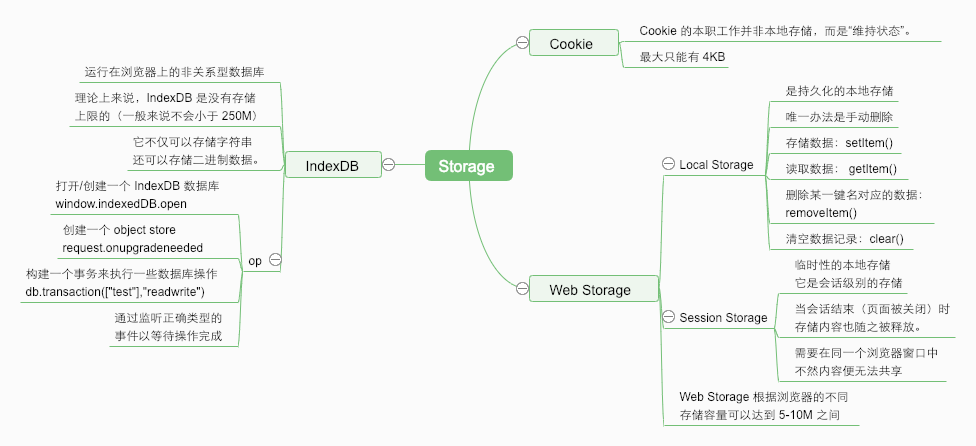 Storage
Cookie
Cookie 的本职工作并非本地存储，而是“维持状态”。
最大只能有 4KB
Web Storage
Local Storage
是持久化的本地存储
唯一办法是手动删除
存储数据：setItem()
读取数据： getItem()
删除某一键名对应的数据：
removeItem()
清空数据记录：clear()
Session Storage
临时性的本地存储
它是会话级别的存储
当会话结束（页面被关闭）时
存储内容也随之被释放。
需要在同一个浏览器窗口中
不然内容便无法共享
Web Storage 根据浏览器的不同
存储容量可以达到 5-10M 之间
IndexDB
运行在浏览器上的非关系型数据库
理论上来说，IndexDB 是没有存储
上限的（一般来说不会小于 250M）
它不仅可以存储字符串
还可以存储二进制数据。
op
打开/创建一个 IndexDB 数据库
window.indexedDB.open
创建一个 object store
request.onupgradeneeded
构建一个事务来执行一些数据库操作
db.transaction(["test"],"readwrite")
通过监听正确类型的
事件以等待操作完成